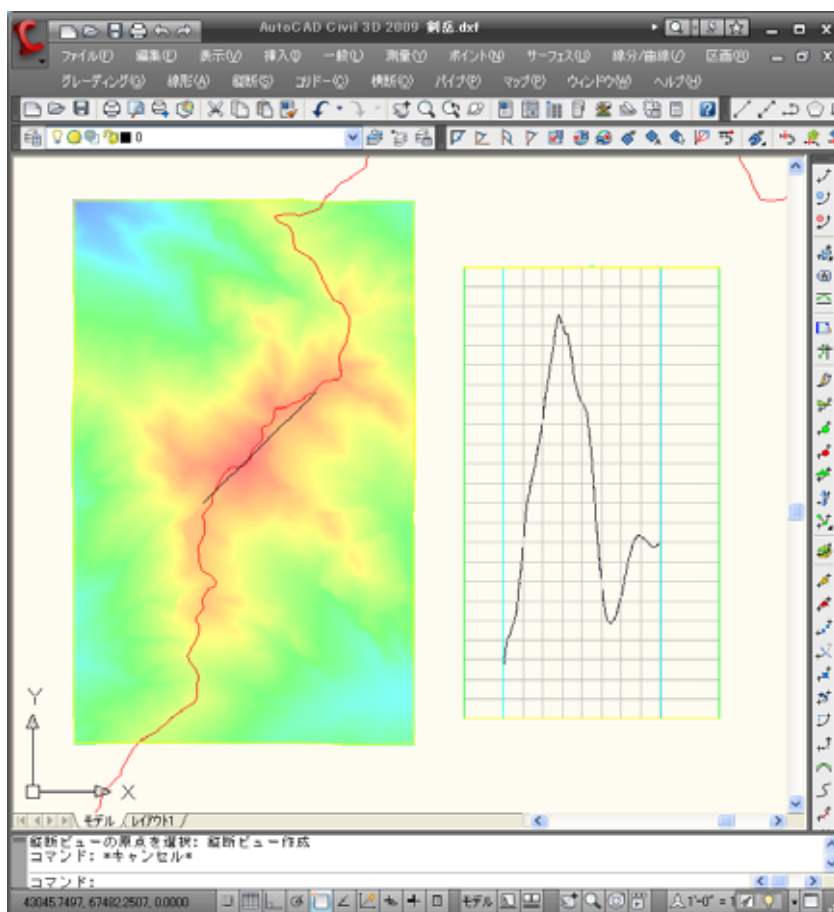 AutoCAD Civil 3D 2009 剣岳.dxf
ファイル(F) 編集(E) 表示(V) 挿入(I) 一般(L) 測量(Y) ポイント(N) サーフェス(U) 線分/曲線(/) 区画(R)
グレーディング(G) 線形(A) 縦断(S) コリドー(C) 横断(O) パイプ(P) マップ(P) ウィンドウ(W) ヘルプ(H)
0
Y
X
モデル レイアウト1
縦断ビューの原点を選択: 縦断ビュー作成
コマンド: *キャンセル*
コマンド:
43045.7497, 67482.2507, 0.0000 モデル 1'-0" = 1'